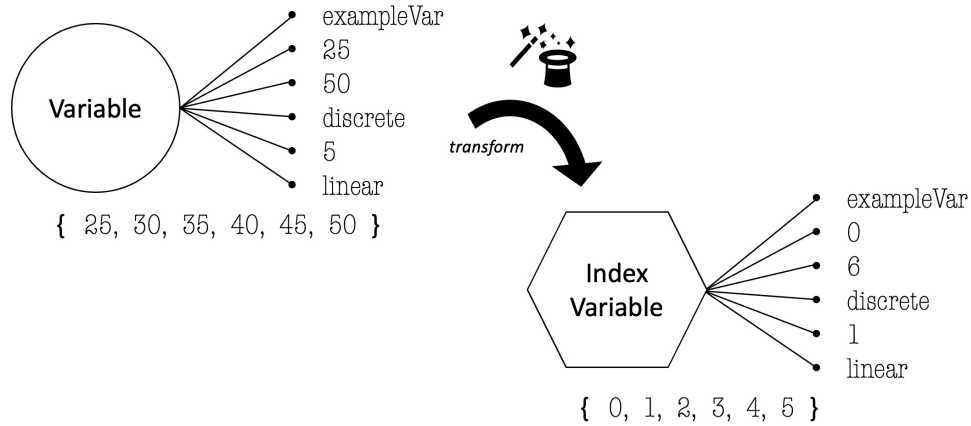 Variable
exampleVar
25
50
discrete
5
linear
{ 25, 30, 35, 40, 45, 50 }
transform
Index
Variable
exampleVar
0
6
discrete
1
linear
{ 0, 1, 2, 3, 4, 5 }